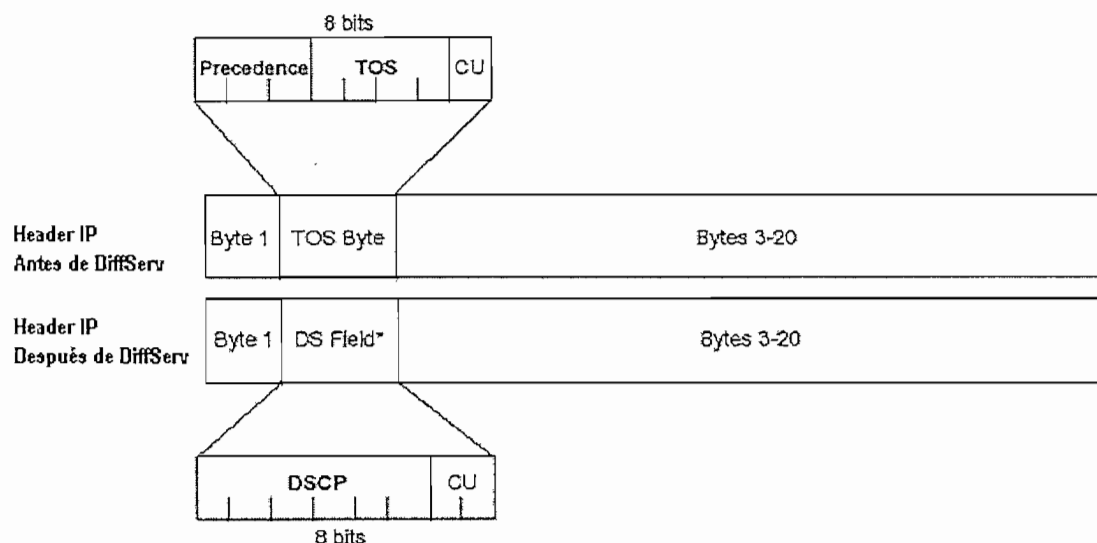 8 bits
Precedence TOS CU
Header IP
Antes de DiffServ
Byte 1 TOS Byte Bytes 3-20
Header IP
Después de DiffServ
Byte 1 DS Field* Bytes 3-20
DSCP CU
8 bits